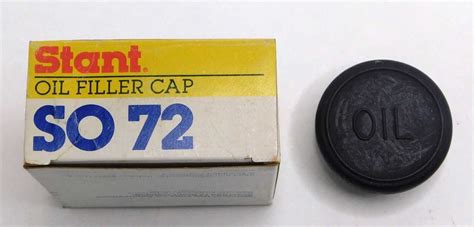 Stant®
OIL FILLER CAP
SO 72
OIL